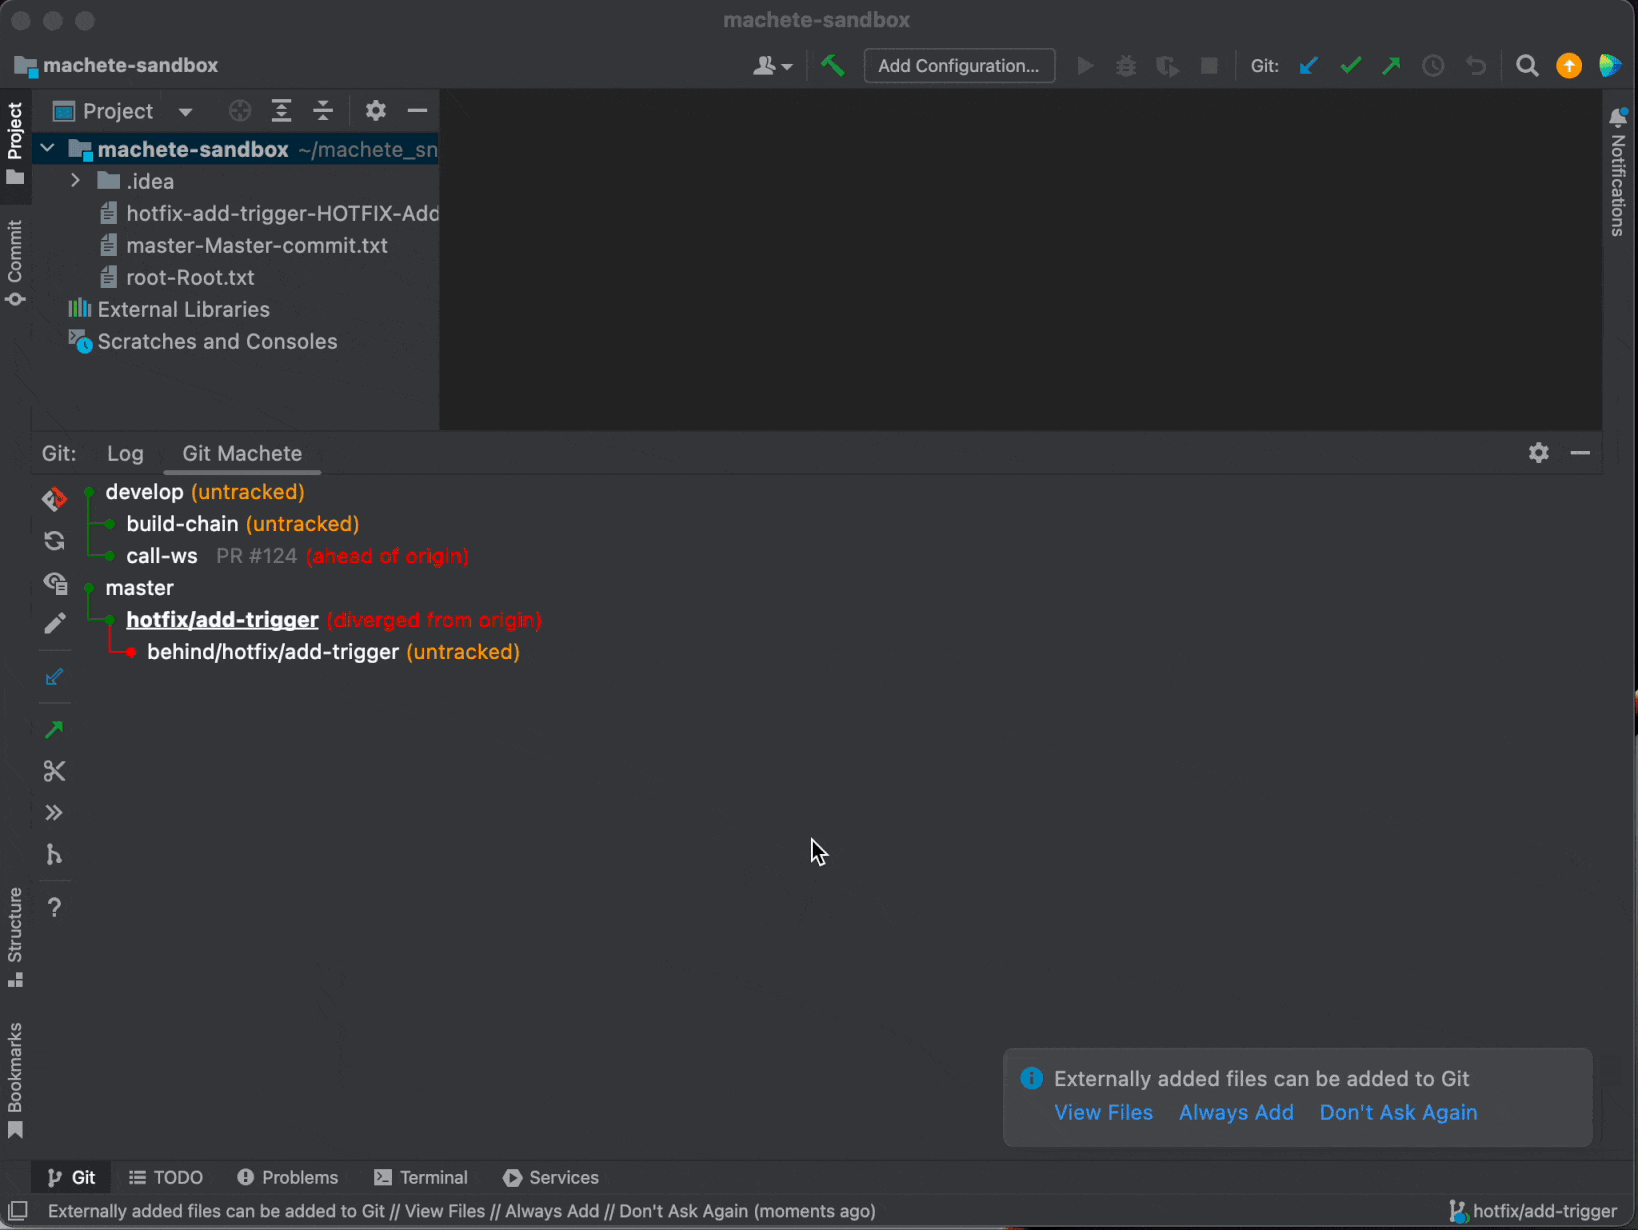 machete-sandbox
machete-sandbox
Add Configuration...
Git:
Project
Project
machete-sandbox ~/machete_sn
.idea
hotfix-add-trigger-HOTFIX-Add
master-Master-commit.txt
root-Root.txt
External Libraries
Scratches and Consoles
Commit
Notifications
Git: Log Git Machete
develop (untracked)
build-chain (untracked)
call-ws PR #124 (ahead of origin)
master
hotfix/add-trigger (diverged from origin)
behind/hotfix/add-trigger (untracked)
?
Structure
Bookmarks
Externally added files can be added to Git
View Files Always Add Don't Ask Again
Git TODO Problems Terminal Services
Externally added files can be added to Git // View Files // Always Add // Don't Ask Again (moments ago)
hotfix/add-trigger